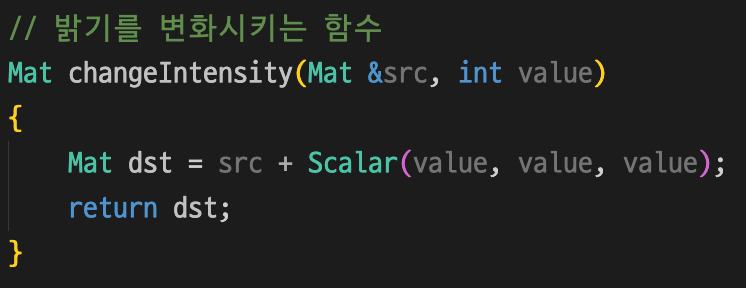 // 밝기를 변화시키는 함수
Mat changeIntensity(Mat &src, int value)
{
    Mat dst = src + Scalar(value, value, value);
    return dst;
}